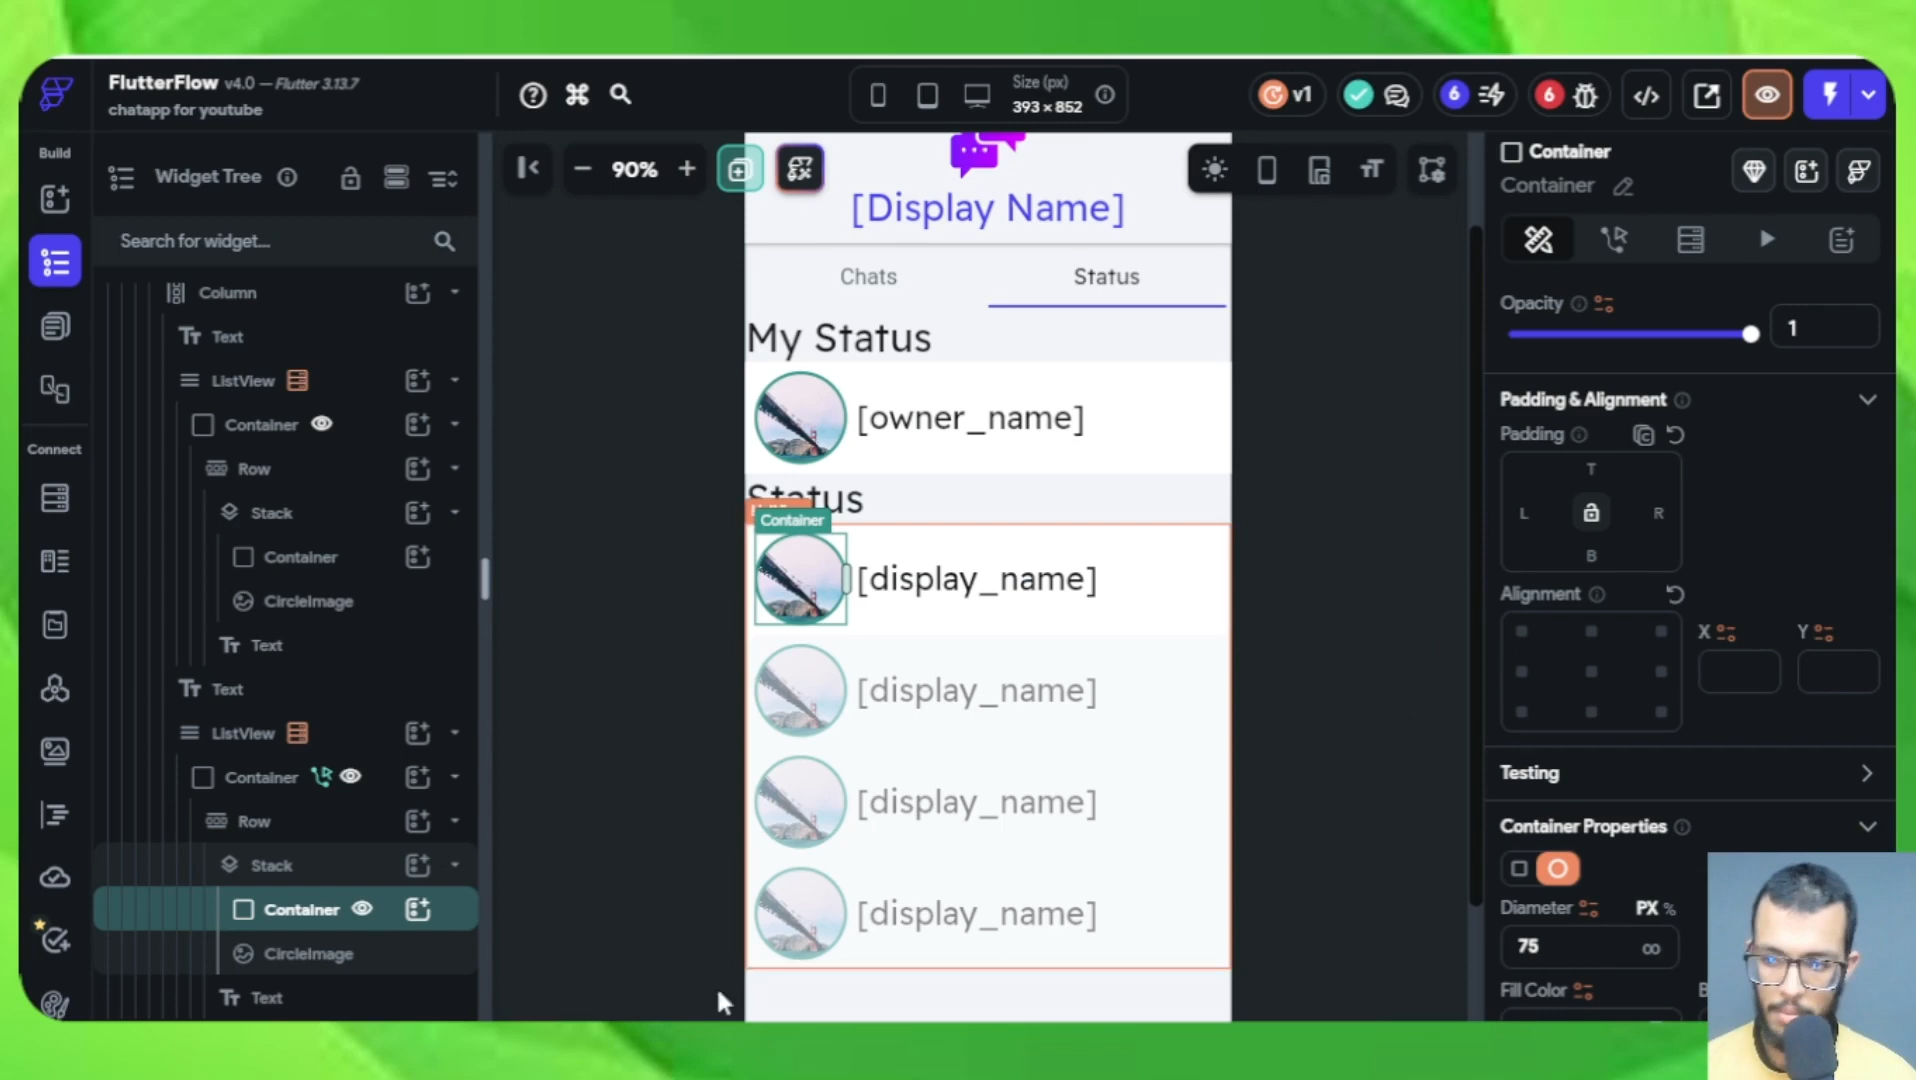 FlutterFlow v4.0 — Flutter 3.13.7
chatapp for youtube
Size (px)
393 × 852
v1
6
6
Build
Widget Tree
90%
Search for widget...
Column
Text
ListView
Container
Row
Stack
Container
CircleImage
Text
Text
ListView
Container
Row
Stack
Container
CircleImage
Text
Connect
[Display Name]
Chats
Status
My Status
[owner_name]
Status
Container
[display_name]
[display_name]
[display_name]
[display_name]
Container
Container
Opacity
1
Padding & Alignment
Padding
T
L
R
B
Alignment
X
Y
Testing
Container Properties
Diameter
PX %
75
∞
Fill Color